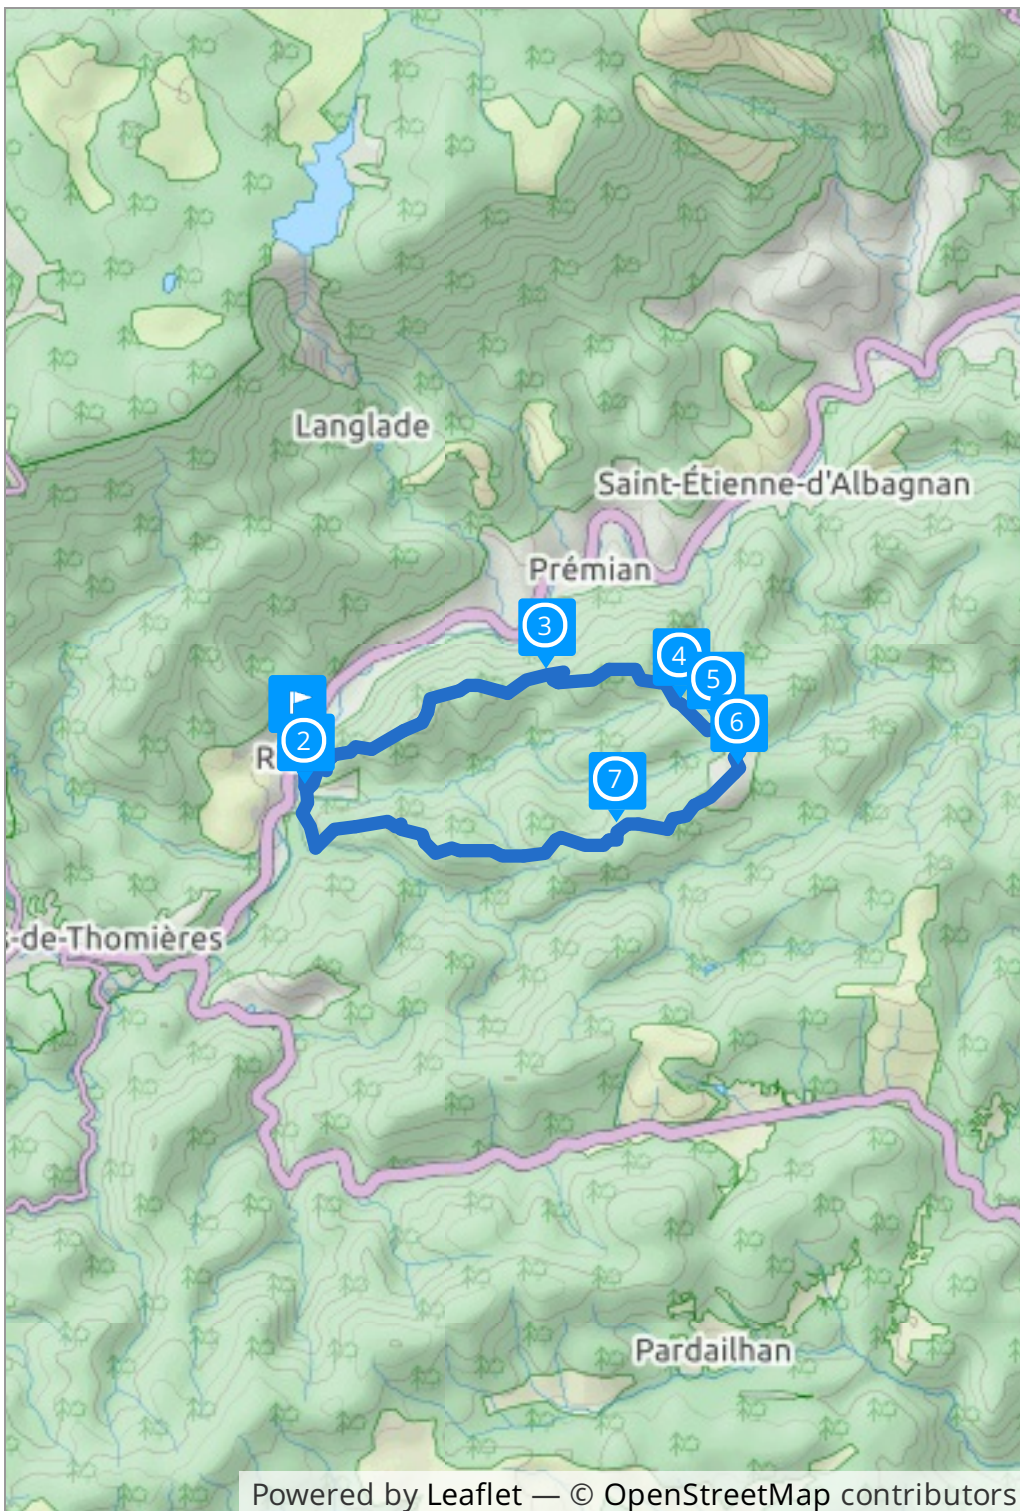 Langlade
Saint-Étienne-d'Albagnan
Prémian
3
4
5
6
2
R
7
s-de-Thomières
Pardailhan
Powered by Leaflet — © OpenStreetMap contributors